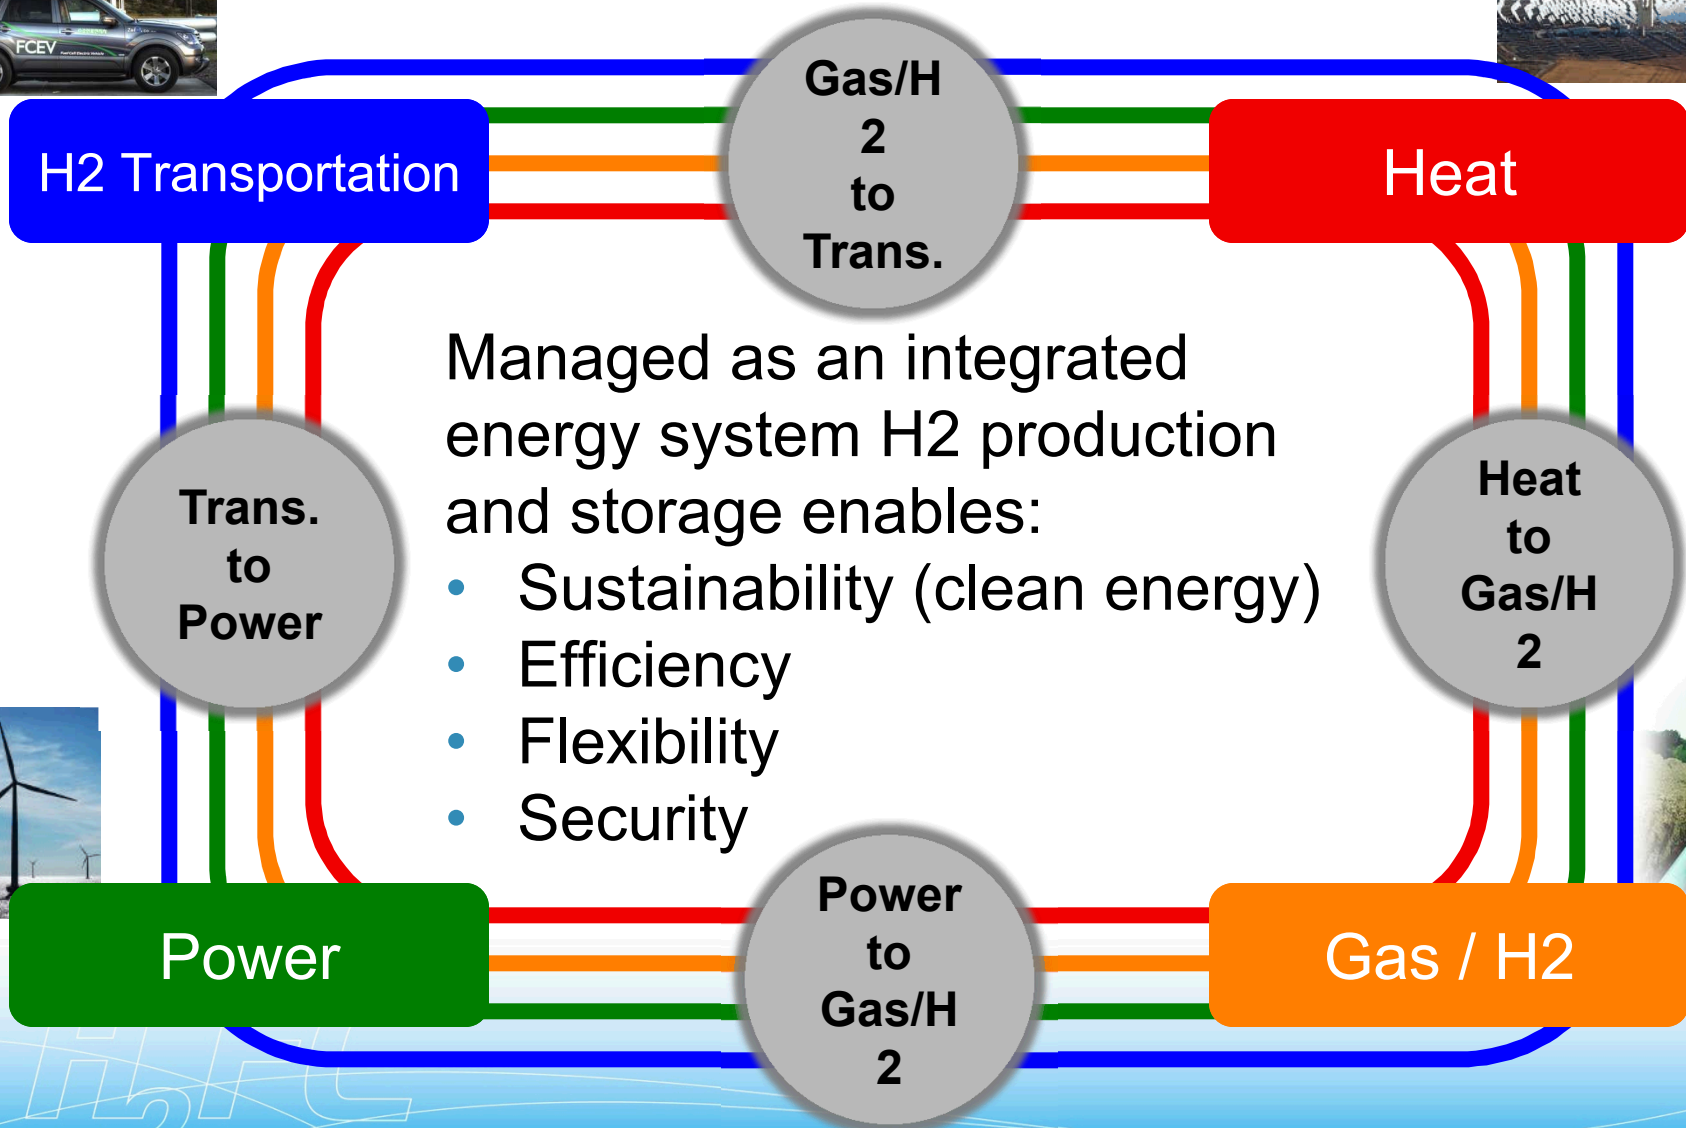 FCEV
Gas/H
2
to
Trans.
H2 Transportation
Heat
Managed as an integrated
energy system H2 production
and storage enables:
• Sustainability (clean energy)
• Efficiency
• Flexibility
• Security
Trans.
to
Power
Heat
to
Gas/H
2
Power
Power
to
Gas/H
2
Gas / H2
H2FC